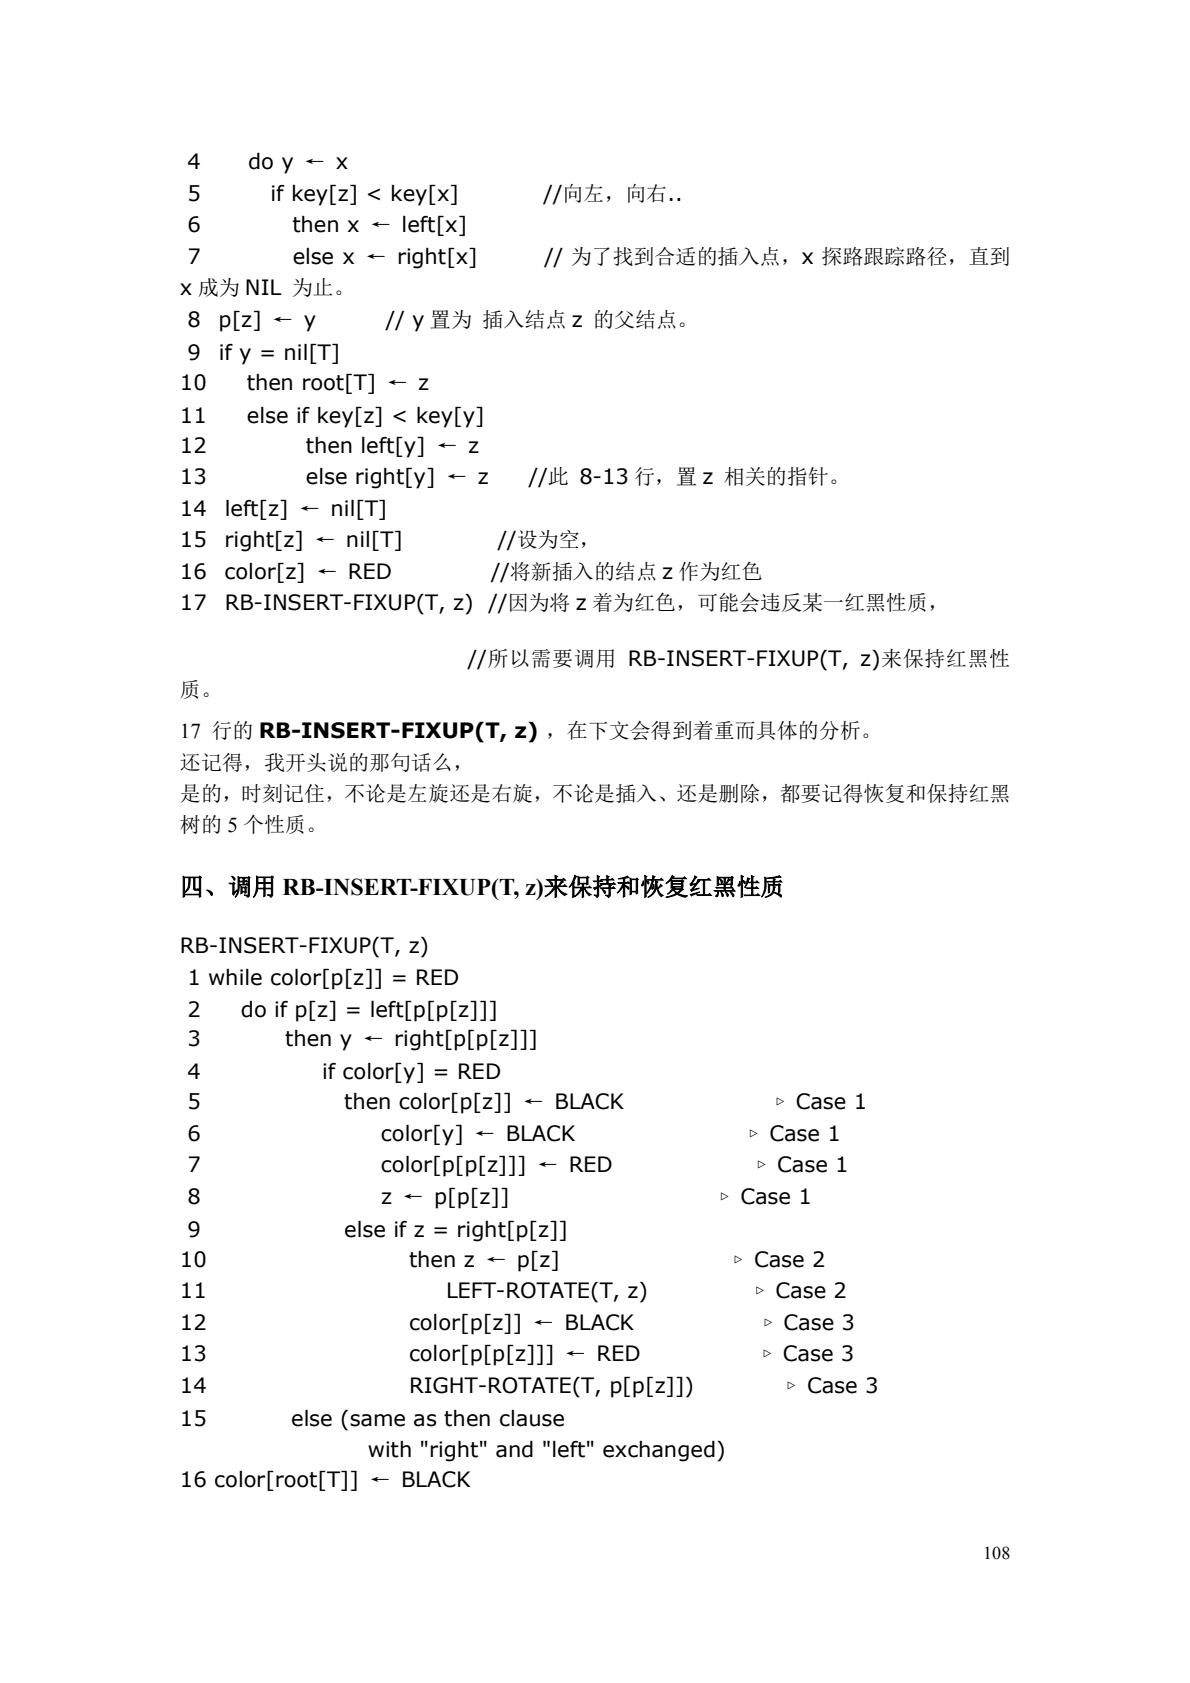 4 do y ← x
5 if key[z] < key[x] //向左，向右..
6 then x ← left[x]
7 else x ← right[x] // 为了找到合适的插入点，x 探路跟踪路径，直到
x 成为 NIL 为止。
8 p[z] ← y // y 置为 插入结点 z 的父结点。
9 if y = nil[T]
10 then root[T] ← z
11 else if key[z] < key[y]
12 then left[y] ← z
13 else right[y] ← z //此 8-13 行，置 z 相关的指针。
14 left[z] ← nil[T]
15 right[z] ← nil[T] //设为空，
16 color[z] ← RED //将新插入的结点 z 作为红色
17 RB-INSERT-FIXUP(T, z) //因为将 z 着为红色，可能会违反某一红黑性质，
//所以需要调用 RB-INSERT-FIXUP(T, z)来保持红黑性
质。
17 行的 RB-INSERT-FIXUP(T, z) ，在下文会得到着重而具体的分析。
还记得，我开头说的那句话么，
是的，时刻记住，不论是左旋还是右旋，不论是插入、还是删除，都要记得恢复和保持红黑
树的 5 个性质。
四、调用 RB-INSERT-FIXUP(T, z)来保持和恢复红黑性质
RB-INSERT-FIXUP(T, z)
1 while color[p[z]] = RED
2 do if p[z] = left[p[p[z]]]
3 then y ← right[p[p[z]]]
4 if color[y] = RED
5 then color[p[z]] ← BLACK ▹ Case 1
6 color[y] ← BLACK ▹ Case 1
7 color[p[p[z]]] ← RED ▹ Case 1
8 z ← p[p[z]] ▹ Case 1
9 else if z = right[p[z]]
10 then z ← p[z] ▹ Case 2
11 LEFT-ROTATE(T, z) ▹ Case 2
12 color[p[z]] ← BLACK ▹ Case 3
13 color[p[p[z]]] ← RED ▹ Case 3
14 RIGHT-ROTATE(T, p[p[z]]) ▹ Case 3
15 else (same as then clause
with "right" and "left" exchanged)
16 color[root[T]] ← BLACK
108